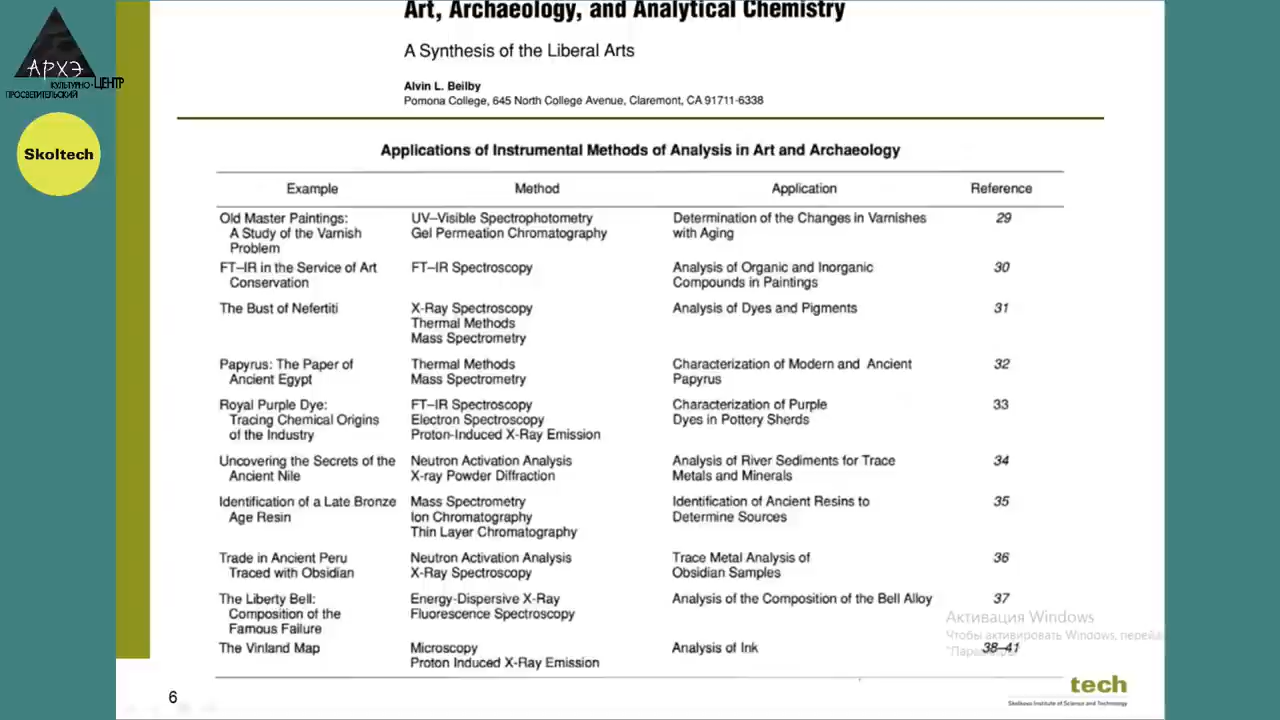 АРХЭ
КУЛЬТУРНО-ЦЕНТР
ПРОСВЕТИТЕЛЬСКИЙ
Skoltech
Art, Archaeology, and Analytical Chemistry
A Synthesis of the Liberal Arts
Alvin L. Beilby
Pomona College, 645 North College Avenue, Claremont, CA 91711-6338
Applications of Instrumental Methods of Analysis in Art and Archaeology
Example Method Application Reference
Old Master Paintings: UV–Visible Spectrophotometry Determination of the Changes in Varnishes 29
A Study of the Varnish Gel Permeation Chromatography with Aging
Problem
FT–IR in the Service of Art FT–IR Spectroscopy Analysis of Organic and Inorganic 30
Conservation Compounds in Paintings
The Bust of Nefertiti X-Ray Spectroscopy Analysis of Dyes and Pigments 31
Thermal Methods
Mass Spectrometry
Papyrus: The Paper of Thermal Methods Characterization of Modern and Ancient 32
Ancient Egypt Mass Spectrometry Papyrus
Royal Purple Dye: FT–IR Spectroscopy Characterization of Purple 33
Tracing Chemical Origins Electron Spectroscopy Dyes in Pottery Sherds
of the Industry Proton-Induced X-Ray Emission
Uncovering the Secrets of the Neutron Activation Analysis Analysis of River Sediments for Trace 34
Ancient Nile X-ray Powder Diffraction Metals and Minerals
Identification of a Late Bronze Mass Spectrometry Identification of Ancient Resins to 35
Age Resin Ion Chromatography Determine Sources
Thin Layer Chromatography
Trade in Ancient Peru Neutron Activation Analysis Trace Metal Analysis of 36
Traced with Obsidian X-Ray Spectroscopy Obsidian Samples
The Liberty Bell: Energy-Dispersive X-Ray Analysis of the Composition of the Bell Alloy 37
Composition of the Fluorescence Spectroscopy
Famous Failure
The Vinland Map Microscopy Analysis of Ink 38–41
Proton Induced X-Ray Emission
Активация Windows
Чтобы активировать Windows,
6
tech
Skolkovo Institute of Science and Technology